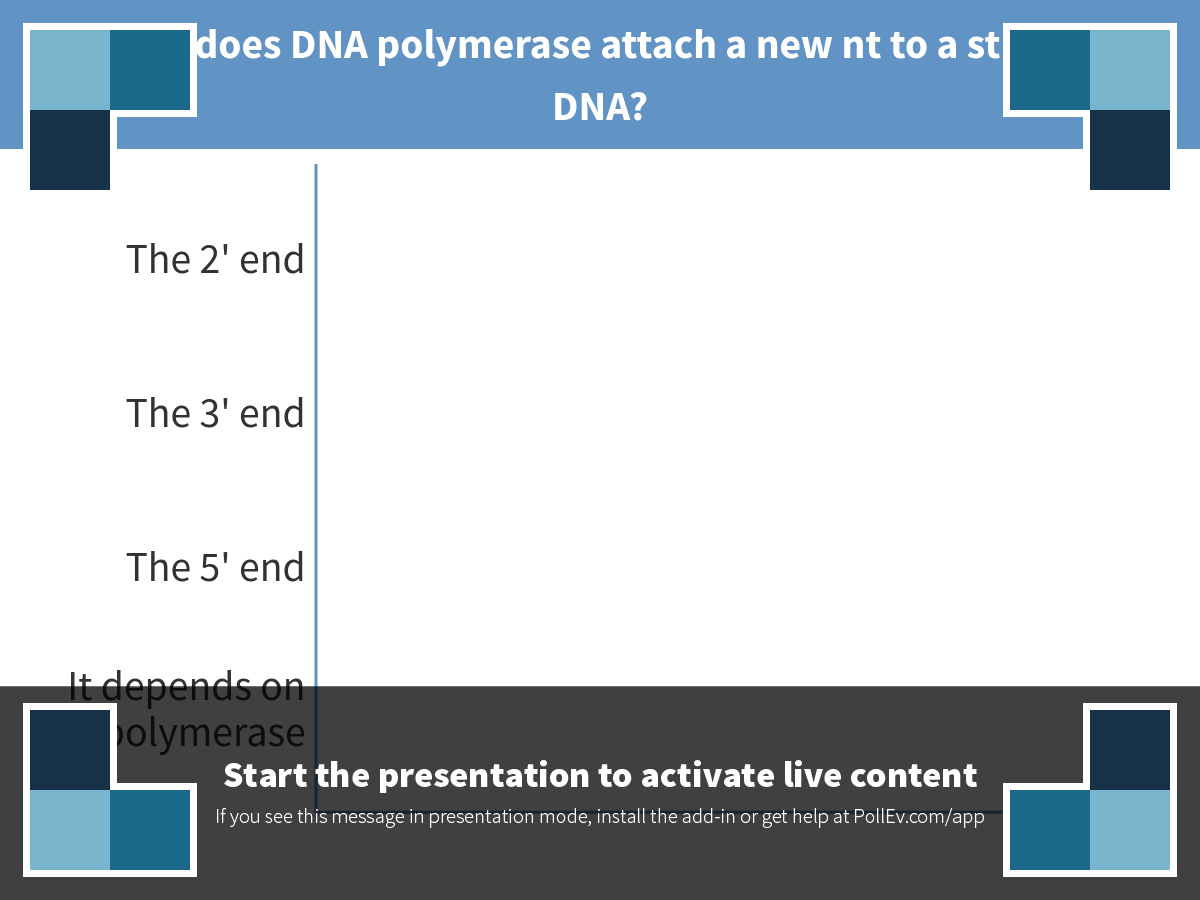 does DNA polymerase attach a new nt to a
DNA?
The 2' end
The 3' end
The 5' end
It depends on
polymerase
Start the presentation to activate live content
If you see this message in presentation mode, install the add-in or get help at PollEv.com/app